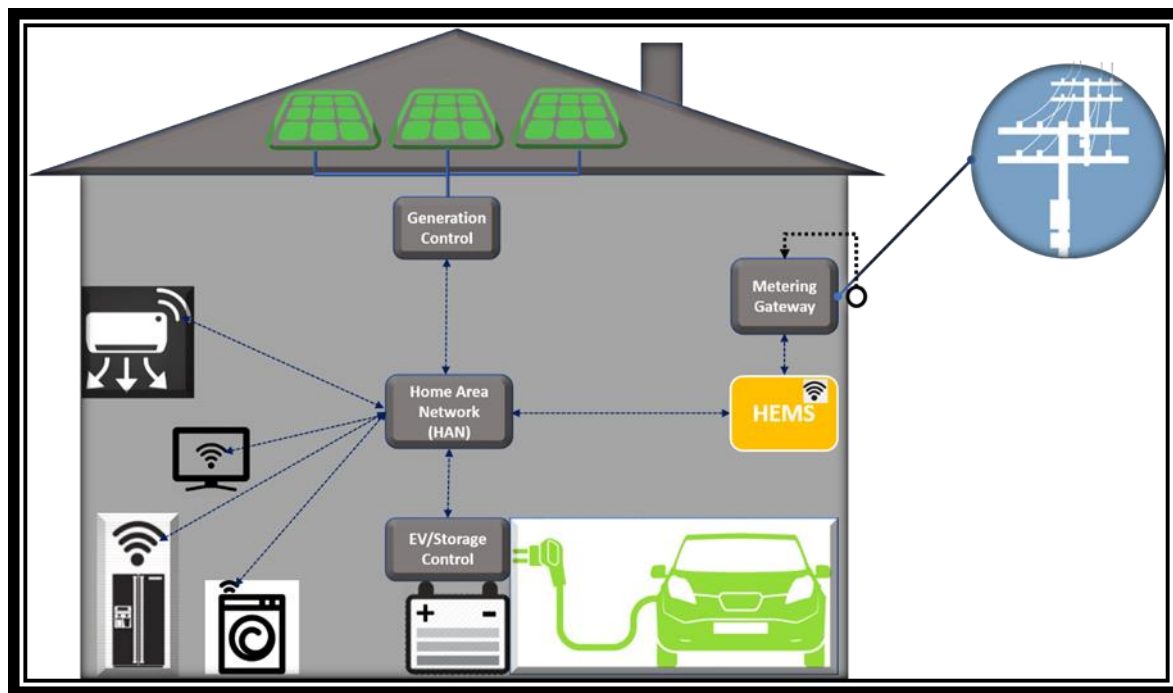 Generation
Control
Metering
Gateway
Home Area
Network
(HAN)
HEMS
EV/Storage
Control
+ -